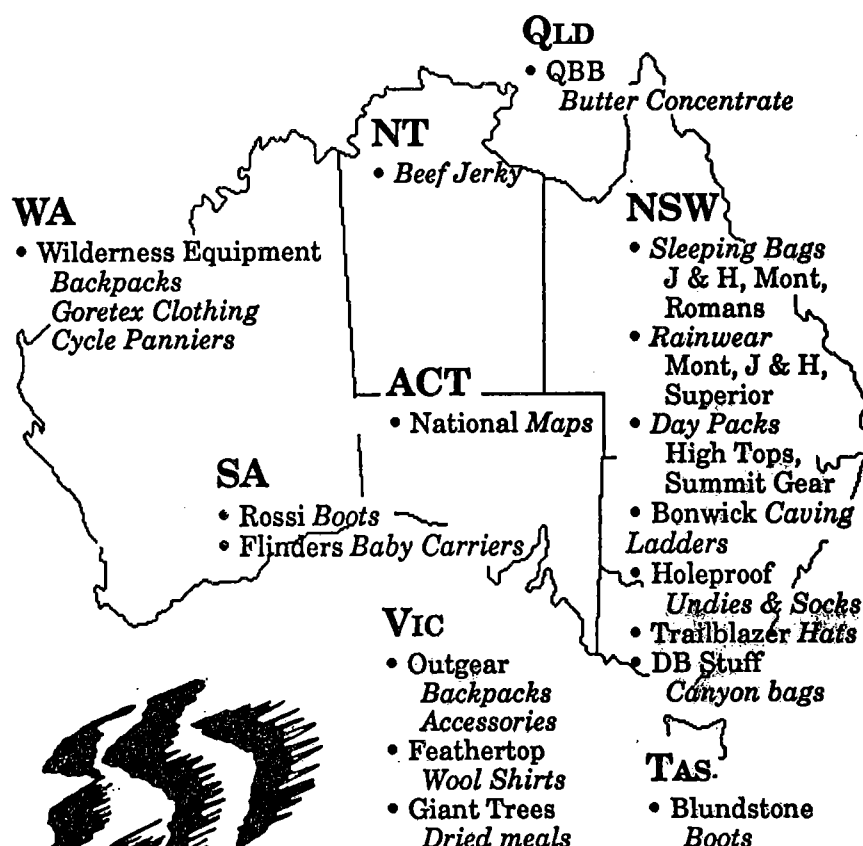 QLD
• QBB
Butter Concentrate
NT
• Beef Jerky
WA
• Wilderness Equipment
Backpacks
Goretex Clothing
Cycle Panniers
NSW
• Sleeping Bags
J & H, Mont,
Romans
• Rainwear
Mont, J & H,
Superior
• Day Packs
High Tops,
Summit Gear
• Bonwick Caving
Ladders
• Holeproof
Undies & Socks
• Trailblazer Hats
• DB Stuff
Canyon bags
ACT
• National Maps
SA
• Rossi Boots
• Flinders Baby Carriers
VIC
• Outgear
Backpacks
Accessories
• Feathertop
Wool Shirts
• Giant Trees
Dried meals
TAS.
• Blundstone
Boots